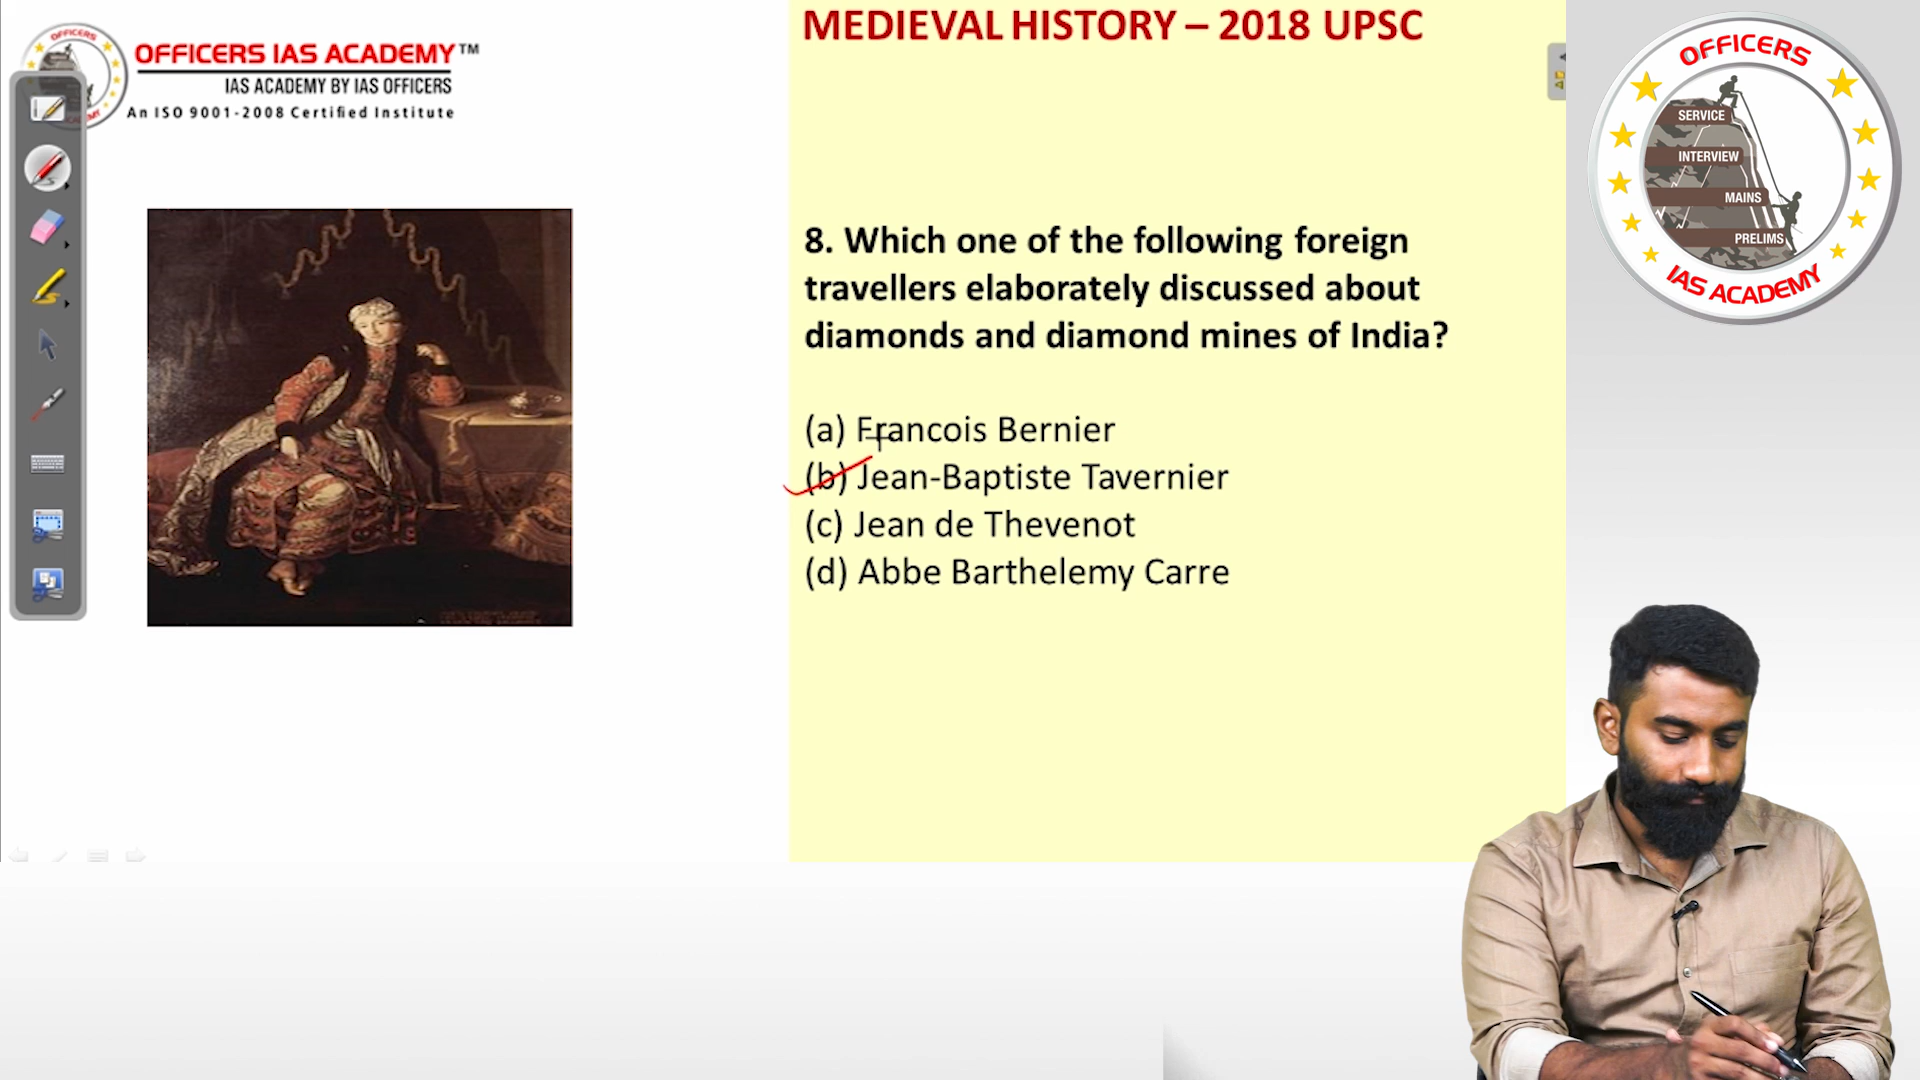 OFFICERS IAS ACADEMY™
IAS ACADEMY BY IAS OFFICERS
An ISO 9001-2008 Certified Institute
MEDIEVAL HISTORY – 2018 UPSC
8. Which one of the following foreign
travellers elaborately discussed about
diamonds and diamond mines of India?
(a) Francois Bernier
(b) Jean-Baptiste Tavernier
(c) Jean de Thevenot
(d) Abbe Barthelemy Carre
OFFICERS
SERVICE
INTERVIEW
MAINS
PRELIMS
IAS ACADEMY